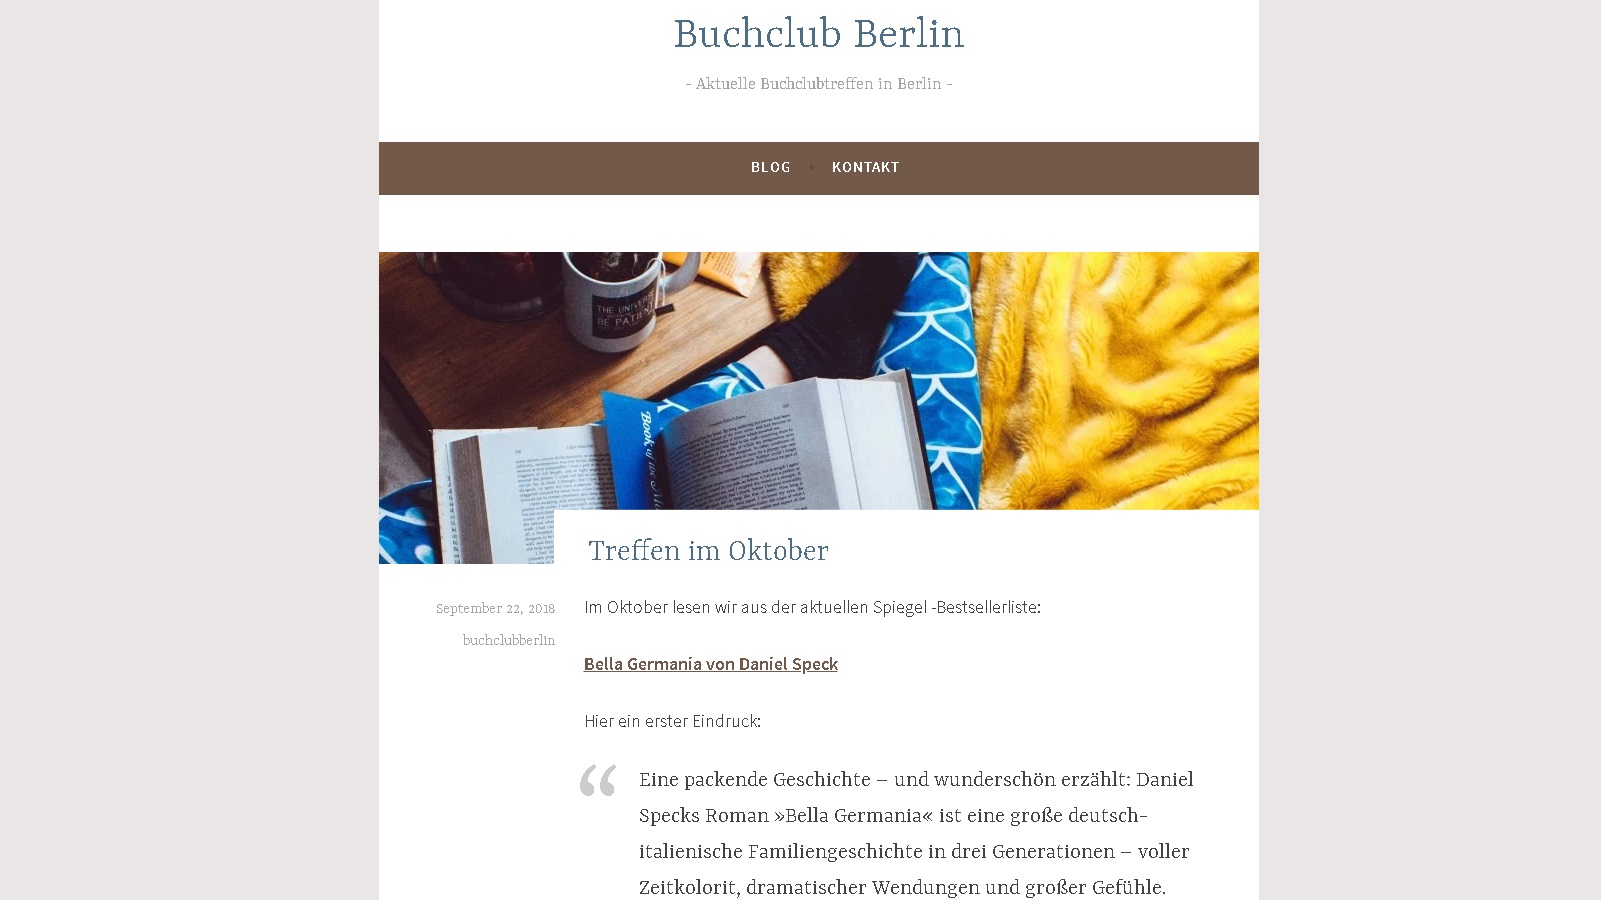 Buchclub Berlin
- Aktuelle Buchclubtreffen in Berlin -
BLOG
KONTAKT
THE UNIVERSE
BE PATIENT
Book of the
Treffen im Oktober
September 22, 2018
buchclubberlin
Im Oktober lesen wir aus der aktuellen Spiegel -Bestsellerliste:
Bella Germania von Daniel Speck
Hier ein erster Eindruck:
“ Eine packende Geschichte – und wunderschön erzählt: Daniel
Specks Roman »Bella Germania« ist eine große deutsch-
italienische Familiengeschichte in drei Generationen – voller
Zeitkolorit, dramatischer Wendungen und großer Gefühle.